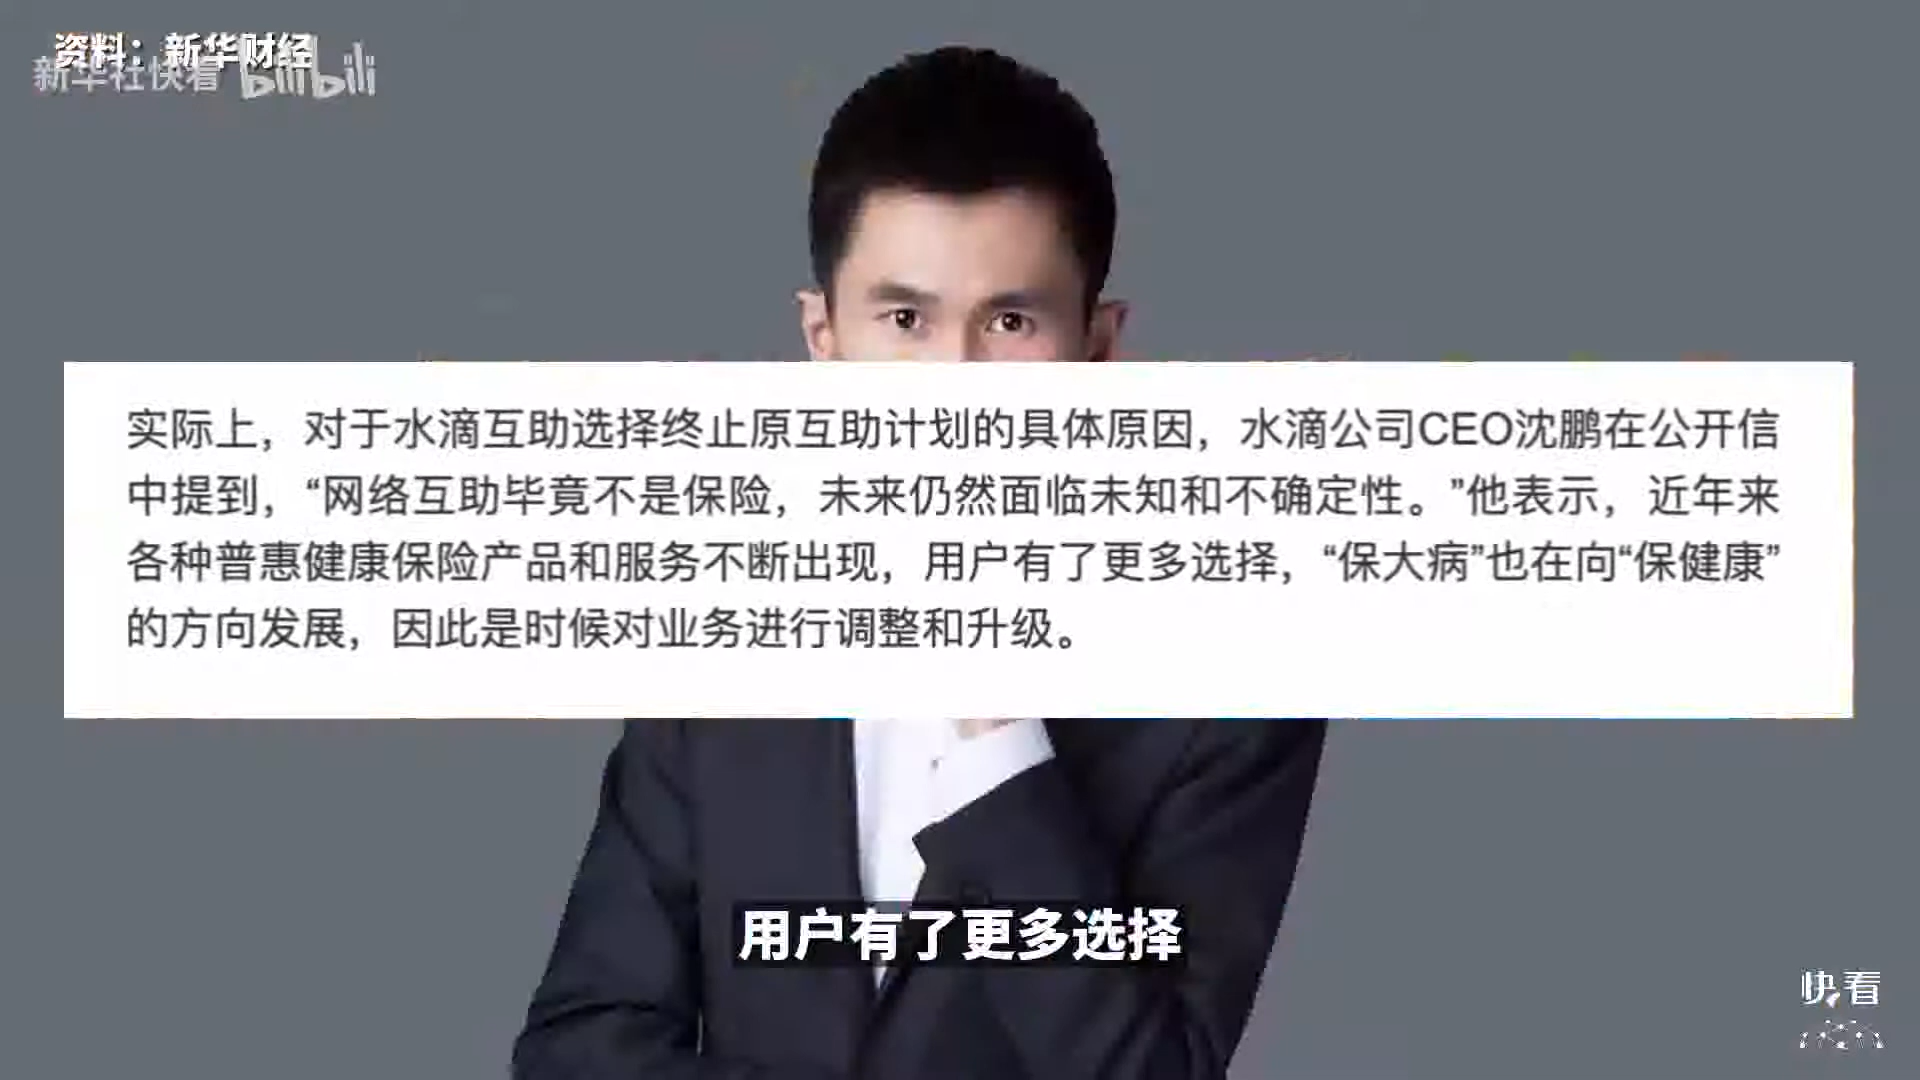 资料：新华财经
新华社快看 bilibili
实际上，对于水滴互助选择终止原互助计划的具体原因，水滴公司CEO沈鹏在公开信
中提到，“网络互助毕竟不是保险，未来仍然面临未知和不确定性。”他表示，近年来
各种普惠健康保险产品和服务不断出现，用户有了更多选择，“保大病”也在向“保健康”
的方向发展，因此是时候对业务进行调整和升级。
用户有了更多选择
快看